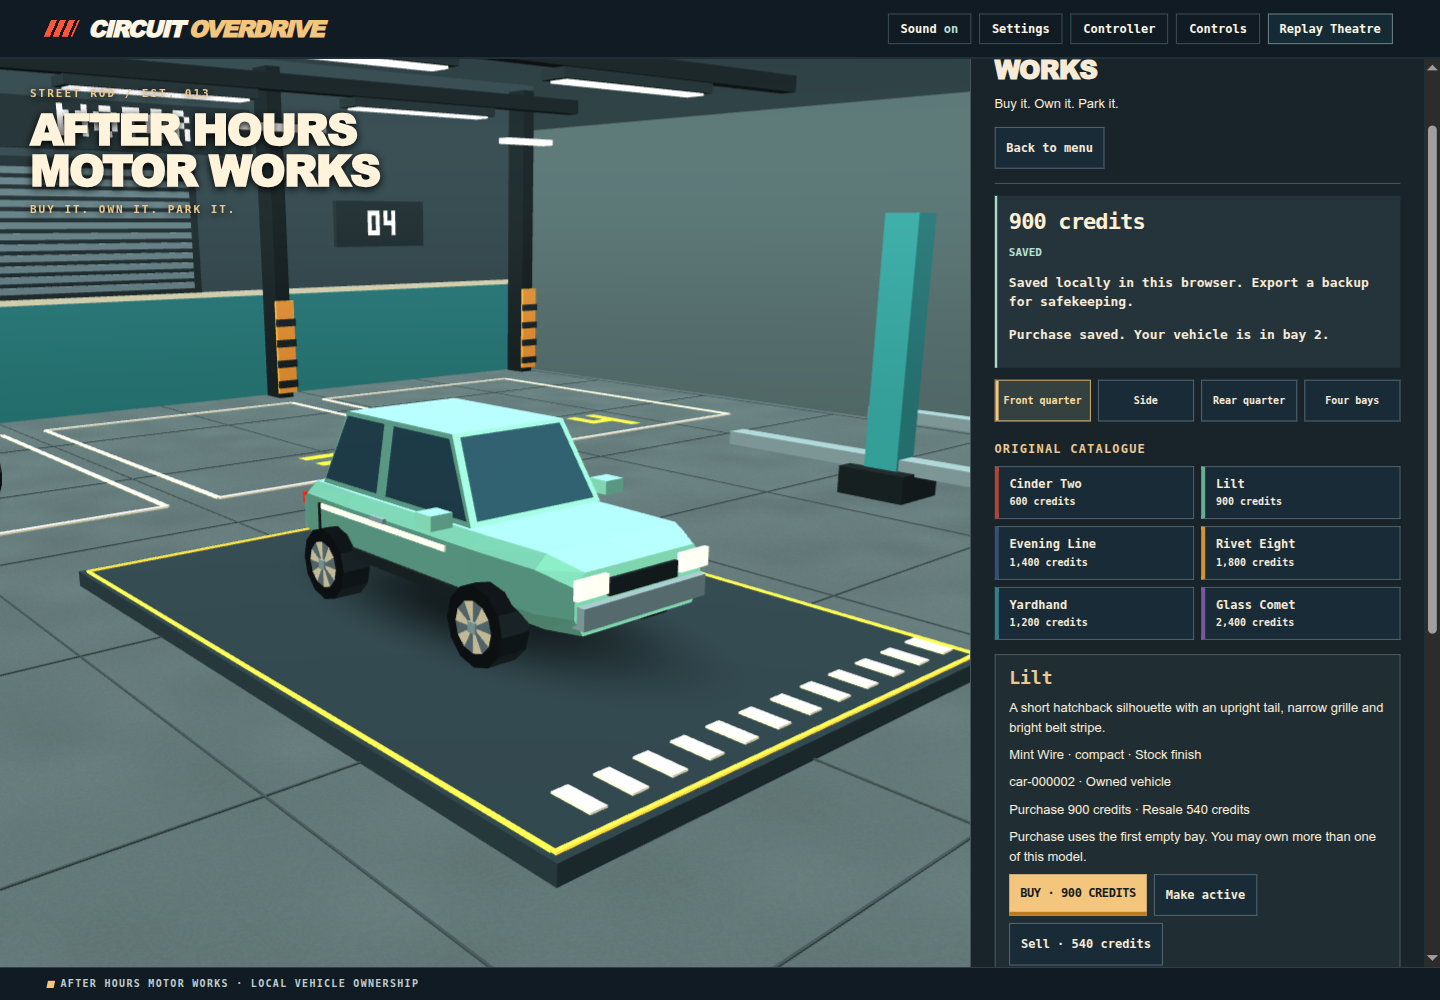 CIRCUIT OVERDRIVE
Sound on
Settings
Controller
Controls
Replay Theatre
STREET ROD / EST. 013
AFTER HOURS
MOTOR WORKS
BUY IT. OWN IT. PARK IT.
04
WORKS
Buy it. Own it. Park it.
Back to menu
900 credits
SAVED
Saved locally in this browser. Export a backup
for safekeeping.
Purchase saved. Your vehicle is in bay 2.
Front quarter
Side
Rear quarter
Four bays
ORIGINAL CATALOGUE
Cinder Two
600 credits
Lilt
900 credits
Evening Line
1,400 credits
Rivet Eight
1,800 credits
Yardhand
1,200 credits
Glass Comet
2,400 credits
Lilt
A short hatchback silhouette with an upright tail, narrow grille and
bright belt stripe.
Mint Wire · compact · Stock finish
car-000002 · Owned vehicle
Purchase 900 credits · Resale 540 credits
Purchase uses the first empty bay. You may own more than one
of this model.
BUY · 900 CREDITS
Make active
Sell · 540 credits
AFTER HOURS MOTOR WORKS · LOCAL VEHICLE OWNERSHIP